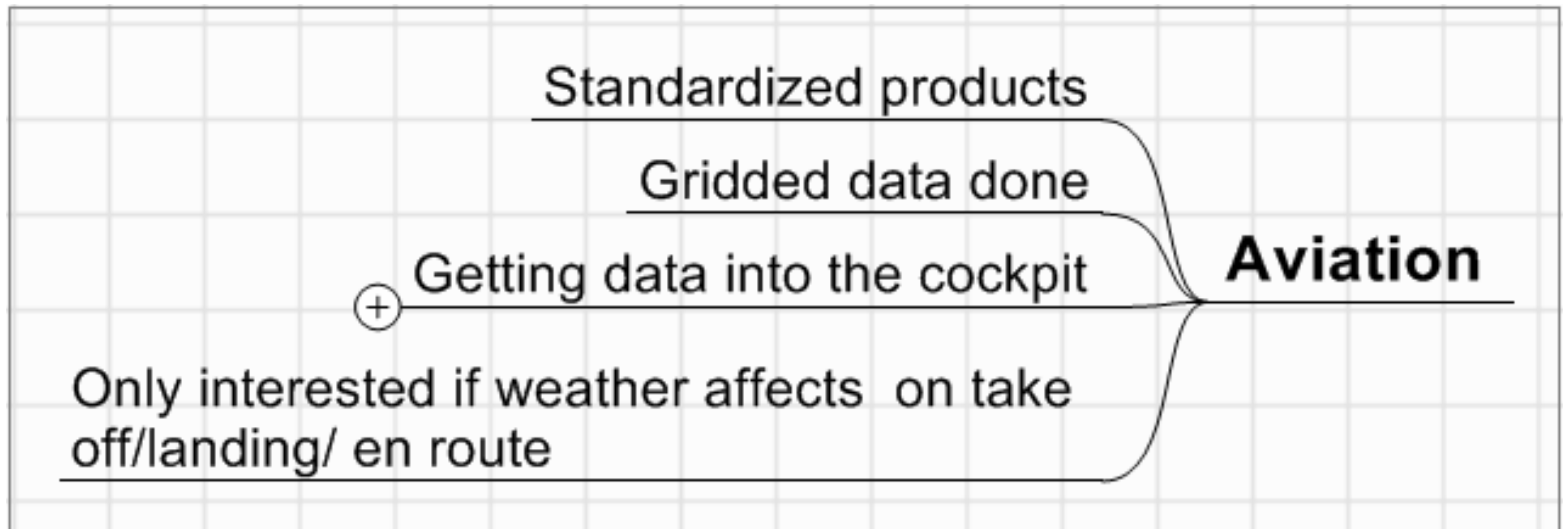 Standardized products
Gridded data done
Getting data into the cockpit
Aviation
Only interested if weather affects  on take
off/landing/ en route